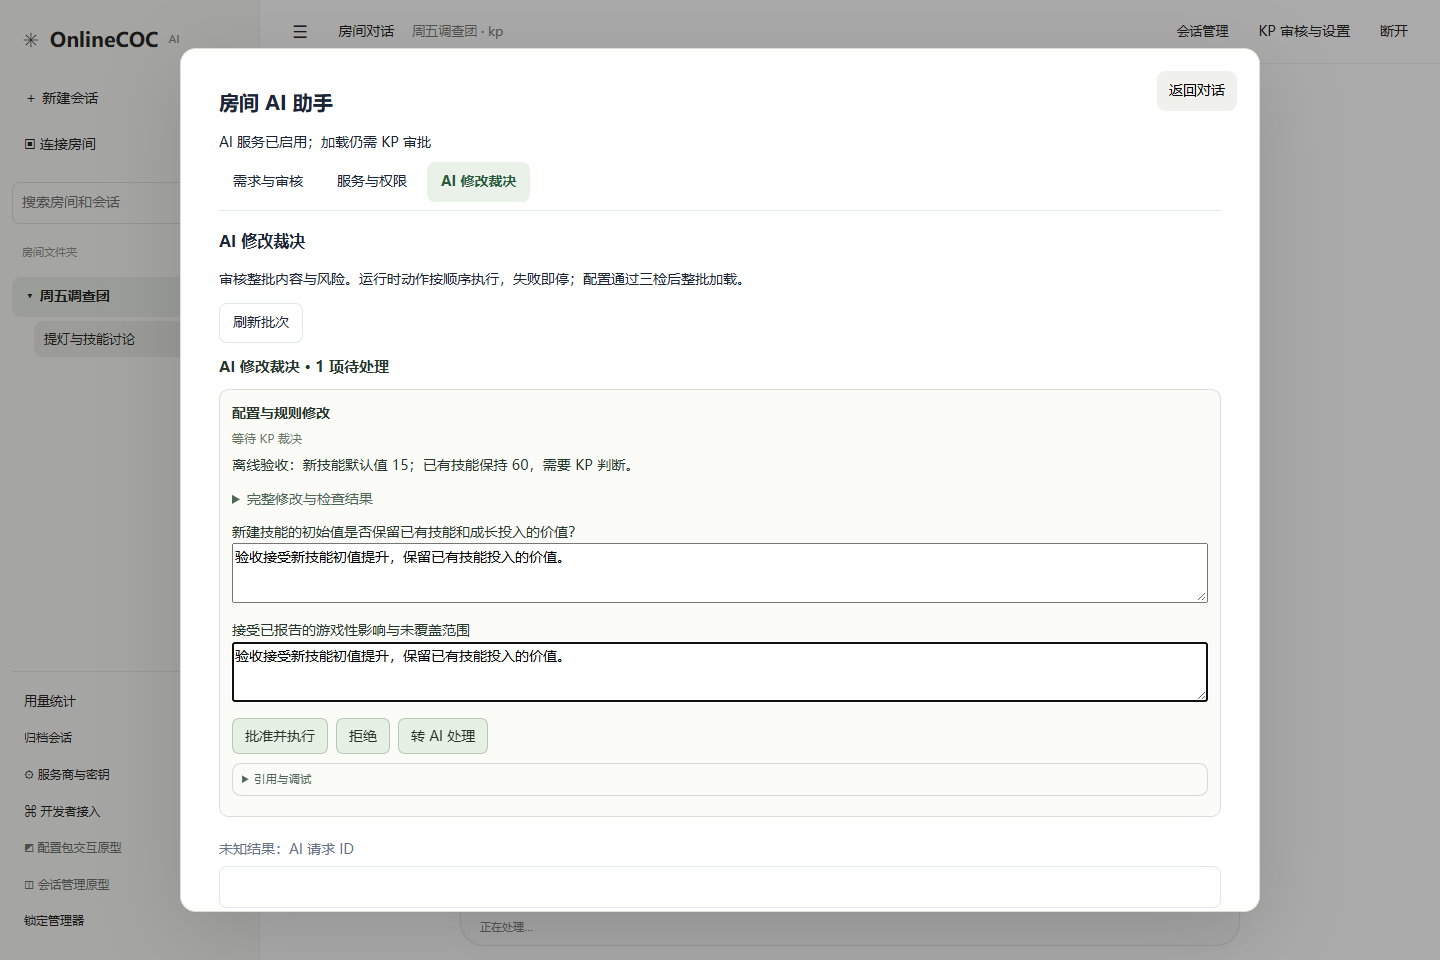 OnlineCOC AI
☰ 房间对话 周五调查团 · kp 会话管理 KP 审核与设置 断开
+ 新建会话
连接房间
搜索房间和会话
房间文件夹
周五调查团
提灯与技能讨论
用量统计
归档会话
服务商与密钥
⌘ 开发者接入
配置包交互原型
会话管理原型
锁定管理器
房间 AI 助手
返回对话
AI 服务已启用；加载仍需 KP 审批
需求与审核 服务与权限 AI 修改裁决
AI 修改裁决
审核整批内容与风险。运行时动作按顺序执行，失败即停；配置通过三检后整批加载。
刷新批次
AI 修改裁决 • 1 项待处理
配置与规则修改
等待 KP 裁决
离线验收：新技能默认值 15；已有技能保持 60，需要 KP 判断。
完整修改与检查结果
新建技能的初始值是否保留已有技能和成长投入的价值？
验收接受新技能初值提升，保留已有技能投入的价值。
接受已报告的游戏性影响与未覆盖范围
验收接受新技能初值提升，保留已有技能投入的价值。
批准并执行 拒绝 转 AI 处理
引用与调试
未知结果：AI 请求 ID
正在处理...